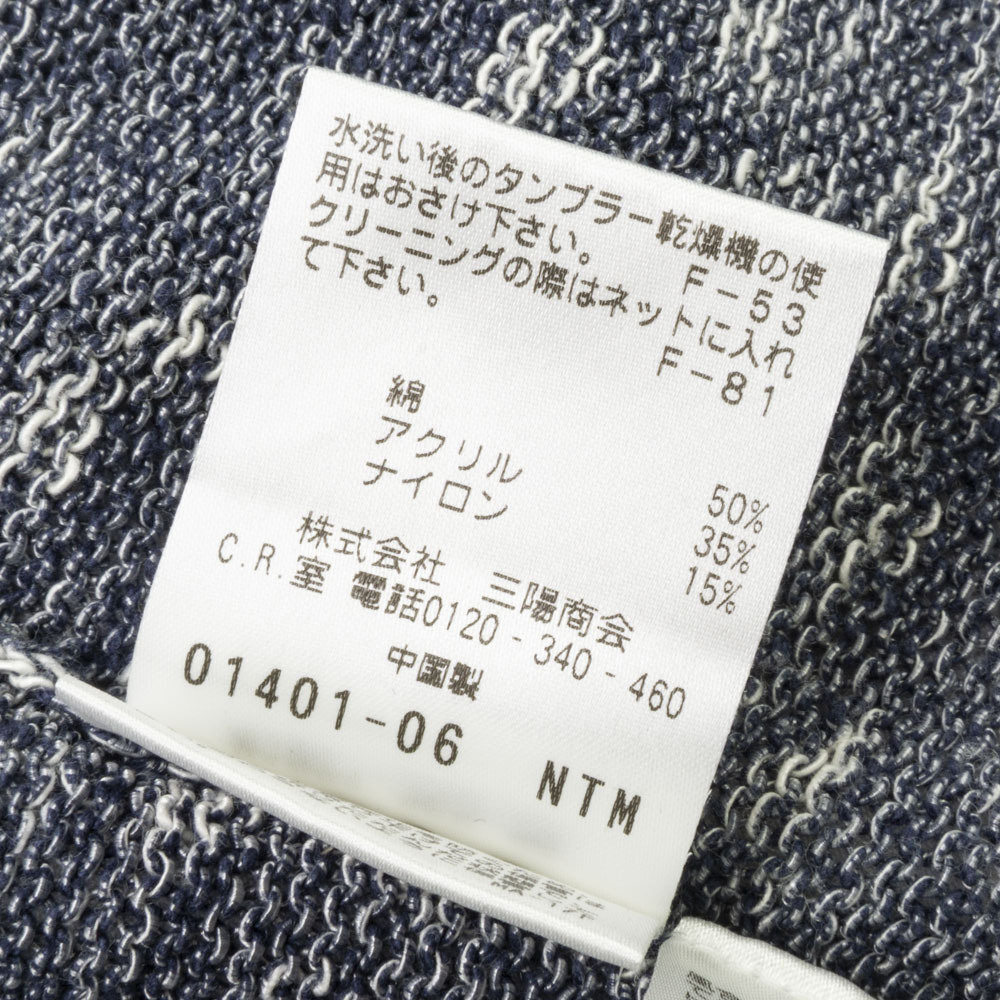 水洗い後のタンブラー乾燥機の使
用はおさけ下さい。 F-53
クリーニングの際はネットに入れ
て下さい。 F-81
綿 50%
アクリル 35%
ナイロン 15%
株式会社 三陽商会
C.R.室 電話0120-340-460
中国製
01401-06 NTM